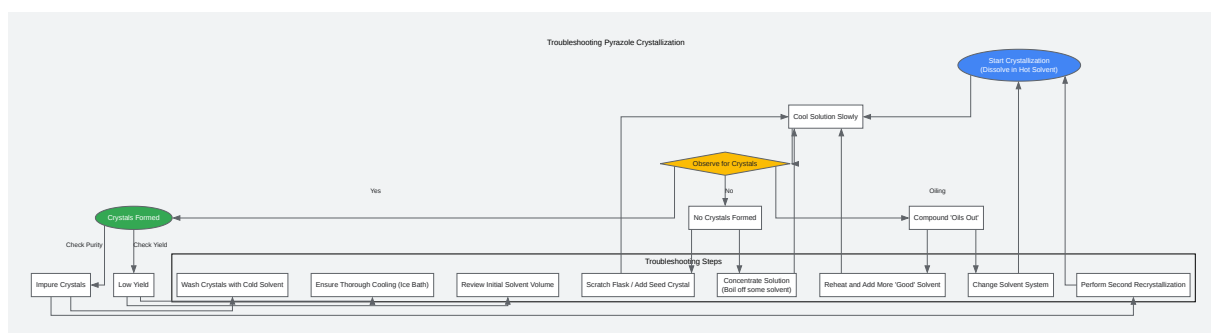 Troubleshooting Pyrazole Crystallization
Start Crystallization
(Dissolve in Hot Solvent)
Cool Solution Slowly
Observe for Crystals
Yes
No
Oiling
Crystals Formed
No Crystals Formed
Compound 'Oils Out'
Check Purity
Check Yield
Troubleshooting Steps
Impure Crystals
Low Yield
Wash Crystals with Cold Solvent
Ensure Thorough Cooling (Ice Bath)
Review Initial Solvent Volume
Scratch Flask / Add Seed Crystal
Concentrate Solution
(Boil off some solvent)
Reheat and Add More 'Good' Solvent
Change Solvent System
Perform Second Recrystallization